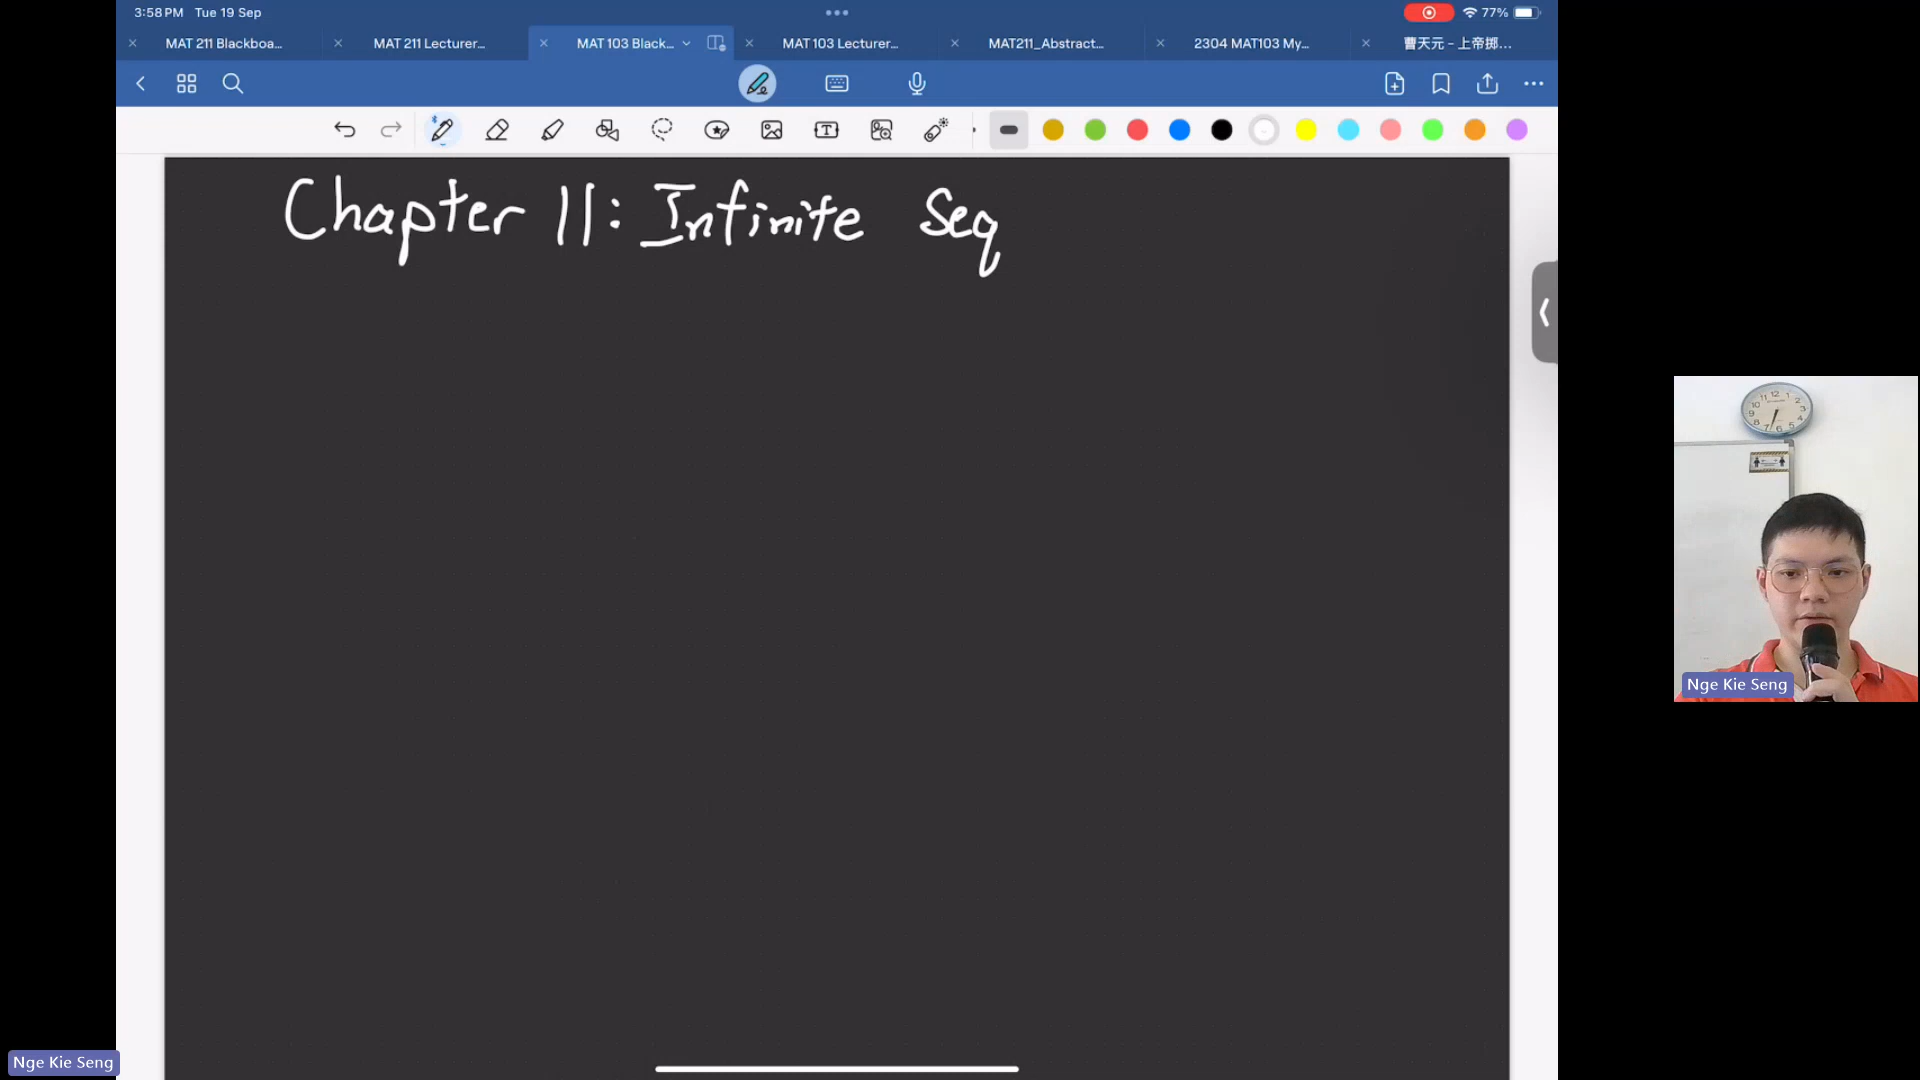 3:58 PM Tue 19 Sep
77%
MAT 211 Blackboa...
MAT 211 Lecturer...
MAT 103 Black...
MAT 103 Lecturer...
MAT211_Abstract...
2304 MAT103 My...
曹天元 - 上帝掷...
Chapter 11: Infinite Seq
Nge Kie Seng
Nge Kie Seng